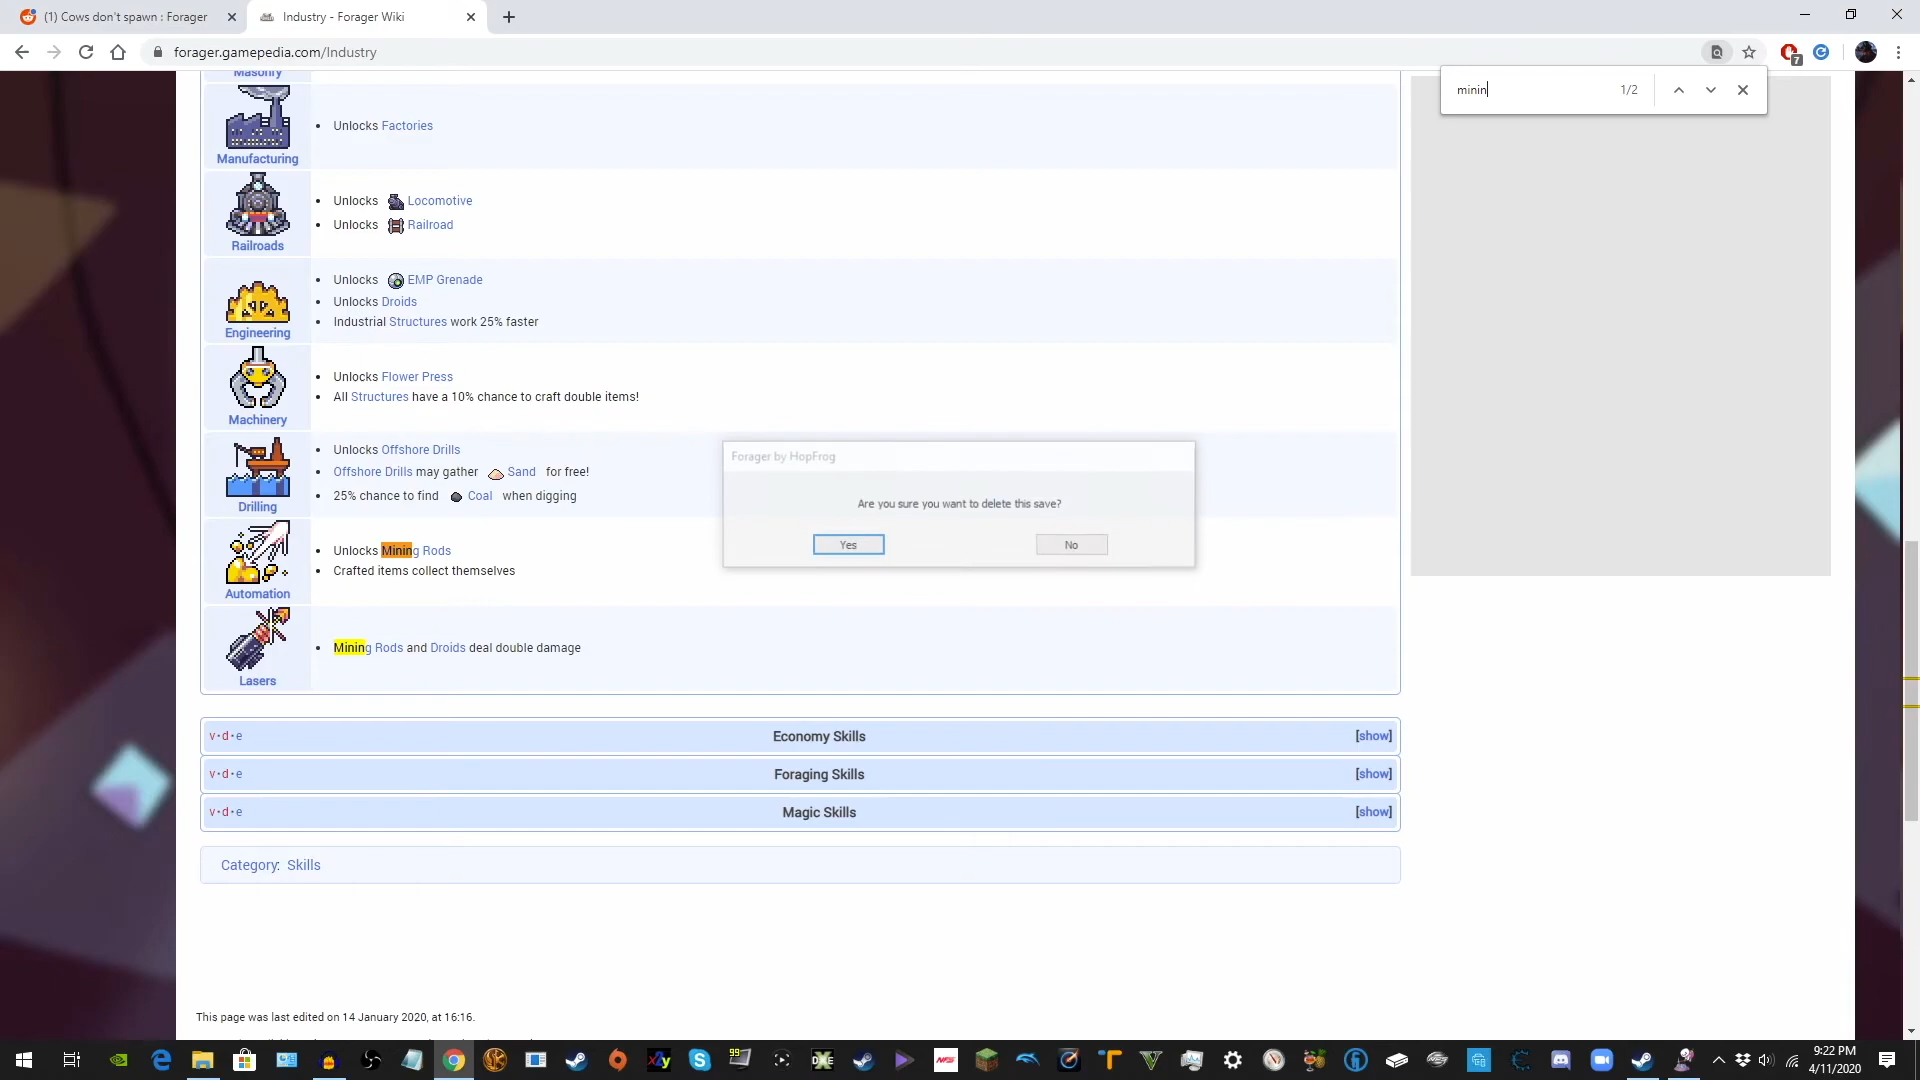 (1) Cows don't spawn : Forager
Industry - Forager Wiki
forager.gamepedia.com/Industry
7
minin
1/2
Masonry
Unlocks Factories
Manufacturing
Unlocks Locomotive
Unlocks Railroad
Railroads
Unlocks EMP Grenade
Unlocks Droids
Industrial Structures work 25% faster
Engineering
Unlocks Flower Press
All Structures have a 10% chance to craft double items!
Machinery
Unlocks Offshore Drills
Offshore Drills may gather Sand for free!
25% chance to find Coal when digging
Drilling
Forager by HopFrog
Are you sure you want to delete this save?
Yes
No
Unlocks Mining Rods
Crafted items collect themselves
Automation
Mining Rods and Droids deal double damage
Lasers
v·d·e Economy Skills [show]
v·d·e Foraging Skills [show]
v·d·e Magic Skills [show]
Category: Skills
This page was last edited on 14 January 2020, at 16:16.
9:22 PM
4/11/2020